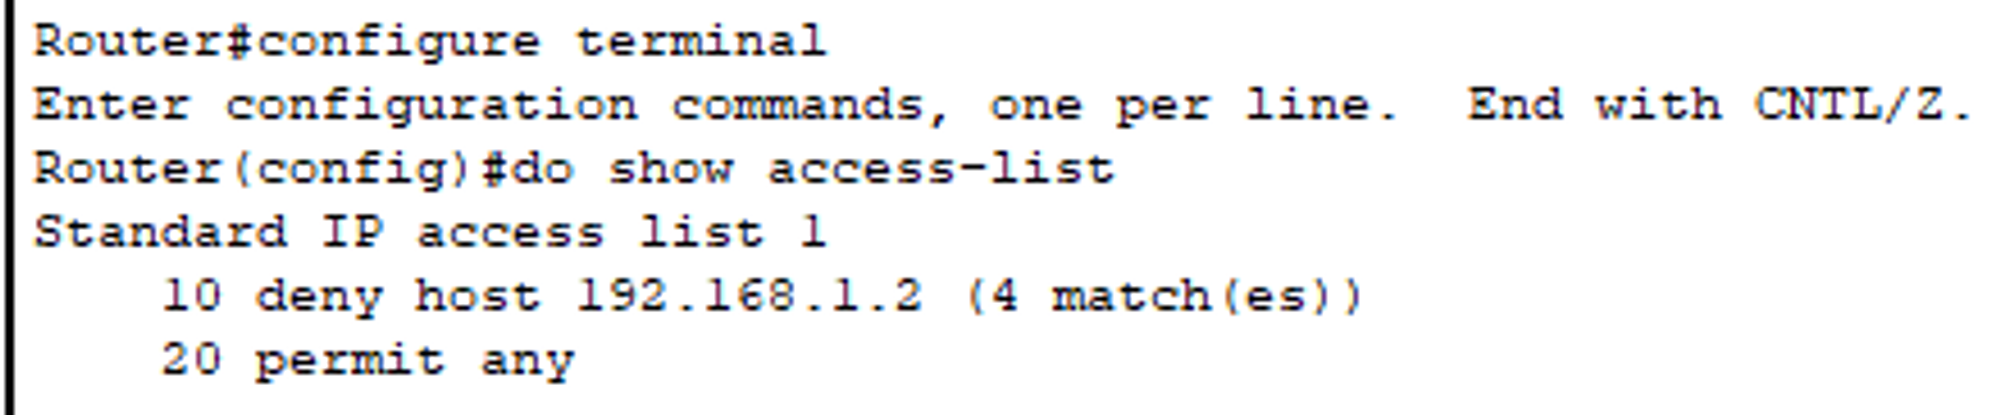 Router#configure terminal
Enter configuration commands, one per line.  End with CNTL/Z.
Router(config)#do show access-list
Standard IP access list 1
    10 deny host 192.168.1.2 (4 match(es))
    20 permit any